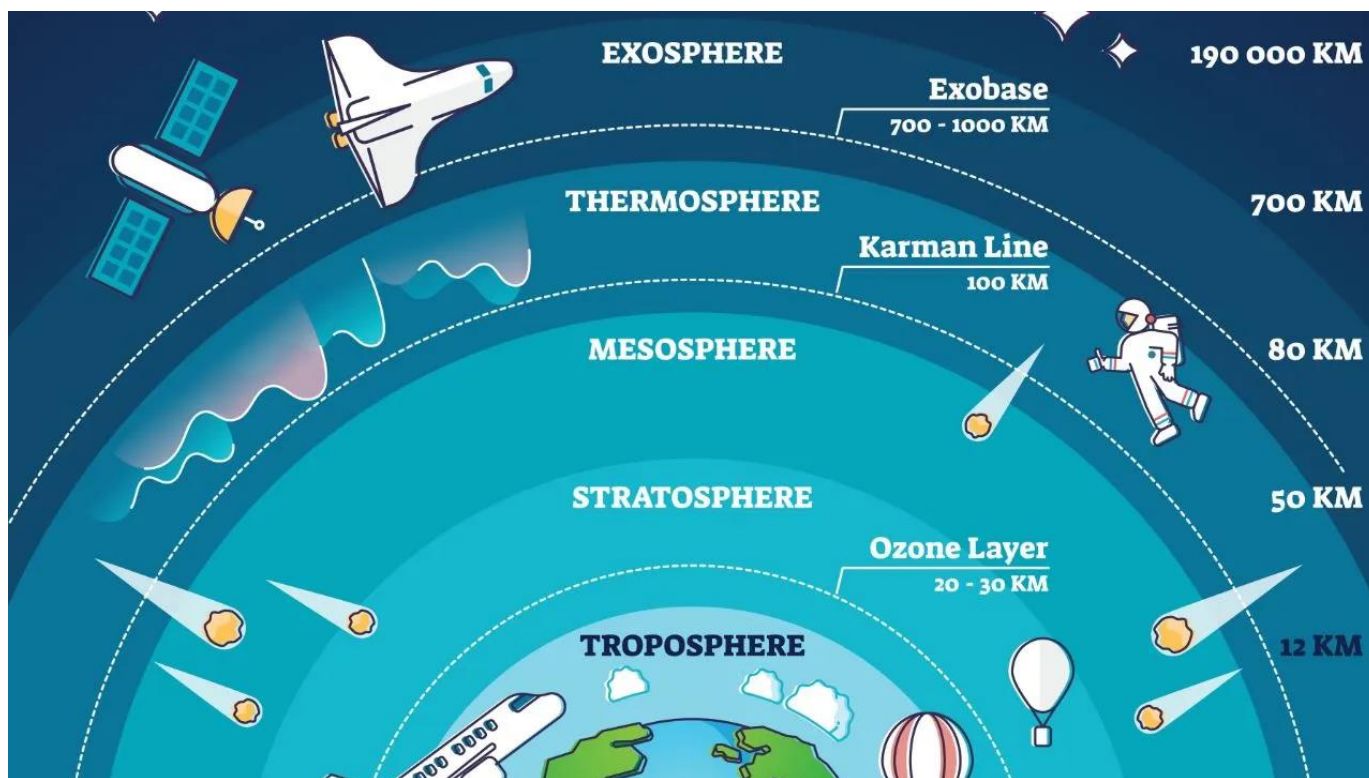 EXOSPHERE 190 000 KM
Exobase
700 - 1000 KM
THERMOSPHERE 700 KM
Karman Line
100 KM
MESOSPHERE 80 KM
STRATOSPHERE 50 KM
Ozone Layer
20 - 30 KM
TROPOSPHERE 12 KM